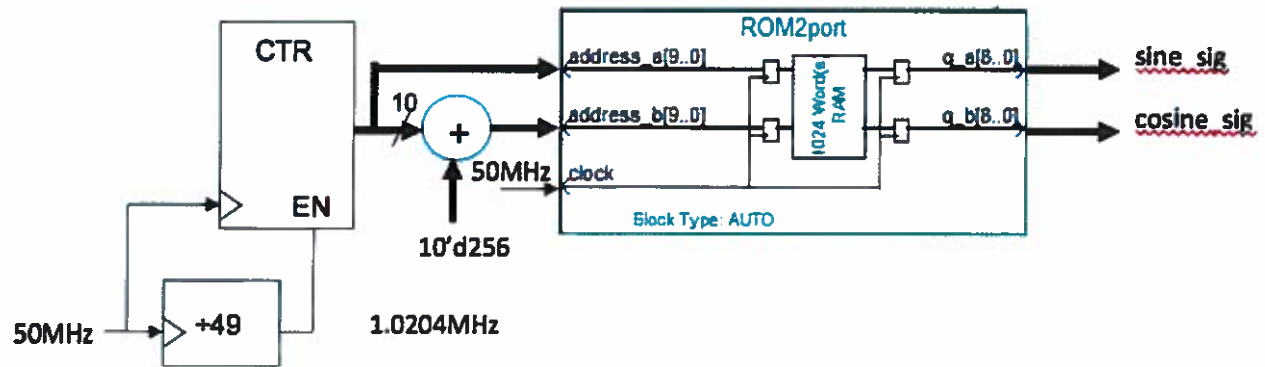 ROM2port
CTR
address_a[9..0]
q_a[8..0]
sine_sig
10
+
address_b[9..0]
1024 Word(s)
RAM
q_b[8..0]
cosine_sig
50MHz
clock
EN
Block Type: AUTO
10'd256
50MHz
÷49
1.0204MHz